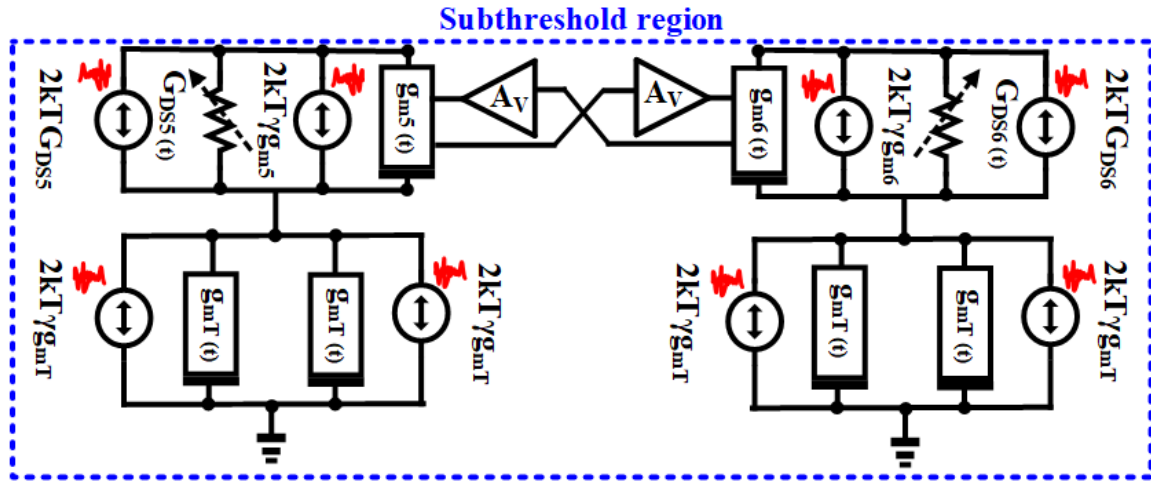 Subthreshold region
2kTG_DS5
G_DS5 (t)
2kTγg_m5
g_m5 (t)
A_V
A_V
g_m6 (t)
2kTγg_m6
G_DS6 (t)
2kTG_DS6
2kTγg_mT
g_mT (t)
g_mT (t)
2kTγg_mT
2kTγg_mT
g_mT (t)
g_mT (t)
2kTγg_mT